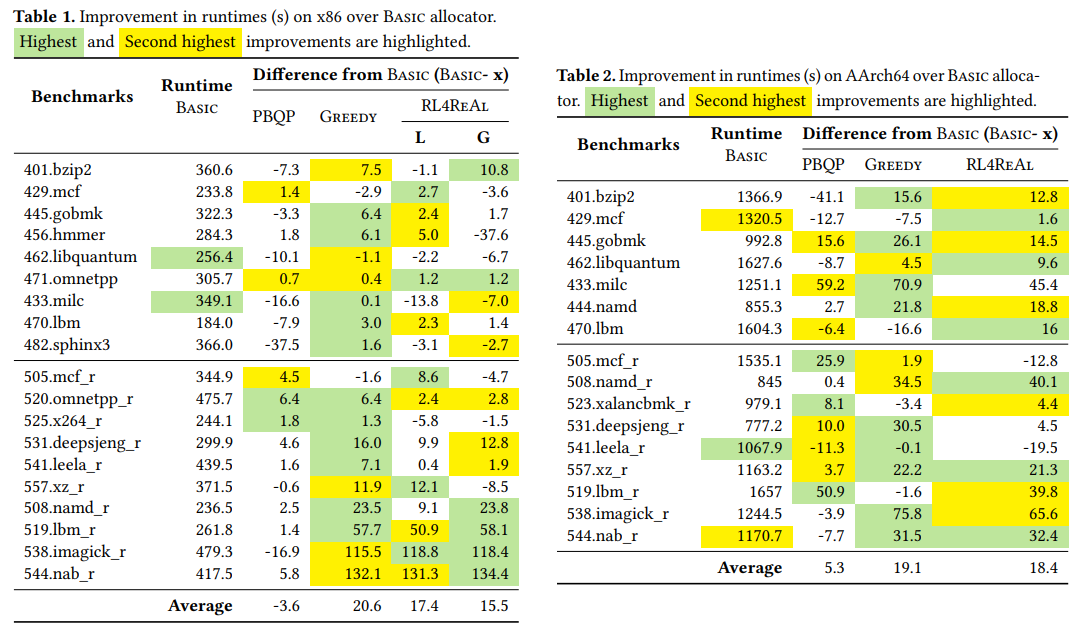 Table 1. Improvement in runtimes (s) on x86 over BASIC allocator.
Highest and Second highest improvements are highlighted.
Benchmarks Runtime BASIC Difference from BASIC (BASIC- x)
PBQP GREEDY RL4REAL
L G
401.bzip2 360.6 -7.3 7.5 -1.1 10.8
429.mcf 233.8 1.4 -2.9 2.7 -3.6
445.gobmk 322.3 -3.3 6.4 2.4 1.7
456.hmmer 284.3 1.8 6.1 5.0 -37.6
462.libquantum 256.4 -10.1 -1.1 -2.2 -6.7
471.omnetpp 305.7 0.7 0.4 1.2 1.2
433.milc 349.1 -16.6 0.1 -13.8 -7.0
470.lbm 184.0 -7.9 3.0 2.3 1.4
482.sphinx3 366.0 -37.5 1.6 -3.1 -2.7
505.mcf_r 344.9 4.5 -1.6 8.6 -4.7
520.omnetpp_r 475.7 6.4 6.4 2.4 2.8
525.x264_r 244.1 1.8 1.3 -5.8 -1.5
531.deepsjeng_r 299.9 4.6 16.0 9.9 12.8
541.leela_r 439.5 1.6 7.1 0.4 1.9
557.xz_r 371.5 -0.6 11.9 12.1 -8.5
508.namd_r 236.5 2.5 23.5 9.1 23.8
519.lbm_r 261.8 1.4 57.7 50.9 58.1
538.imagick_r 479.3 -16.9 115.5 118.8 118.4
544.nab_r 417.5 5.8 132.1 131.3 134.4
Average -3.6 20.6 17.4 15.5
Table 2. Improvement in runtimes (s) on AArch64 over BASIC alloca-
tor. Highest and Second highest improvements are highlighted.
Benchmarks Runtime BASIC Difference from BASIC (BASIC- x)
PBQP GREEDY RL4REAL
401.bzip2 1366.9 -41.1 15.6 12.8
429.mcf 1320.5 -12.7 -7.5 1.6
445.gobmk 992.8 15.6 26.1 14.5
462.libquantum 1627.6 -8.7 4.5 9.6
433.milc 1251.1 59.2 70.9 45.4
444.namd 855.3 2.7 21.8 18.8
470.lbm 1604.3 -6.4 -16.6 16
505.mcf_r 1535.1 25.9 1.9 -12.8
508.namd_r 845 0.4 34.5 40.1
523.xalancbmk_r 979.1 8.1 -3.4 4.4
531.deepsjeng_r 777.2 10.0 30.5 4.5
541.leela_r 1067.9 -11.3 -0.1 -19.5
557.xz_r 1163.2 3.7 22.2 21.3
519.lbm_r 1657 50.9 -1.6 39.8
538.imagick_r 1244.5 -3.9 75.8 65.6
544.nab_r 1170.7 -7.7 31.5 32.4
Average 5.3 19.1 18.4